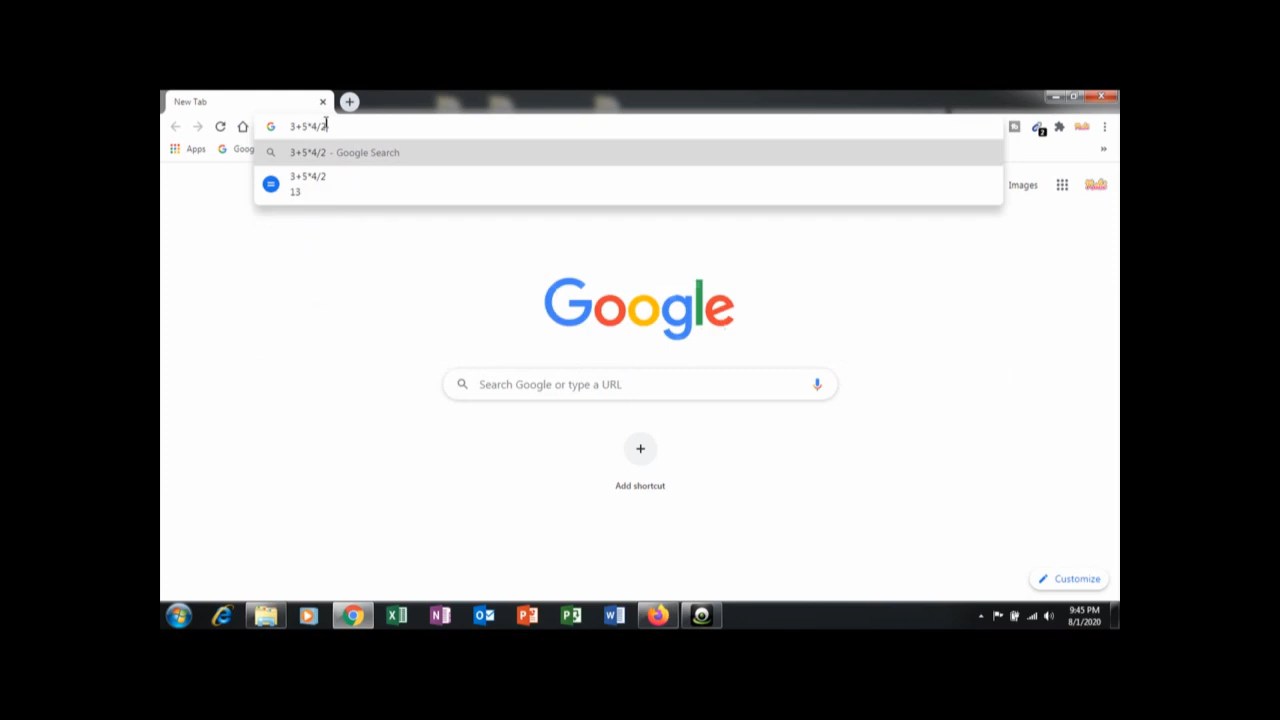 New Tab
3+5*4/2
3+5*4/2 - Google Search
3+5*4/2
13
Apps
Goog
Images
Google
Search Google or type a URL
Add shortcut
Customize
9:45 PM
8/1/2020